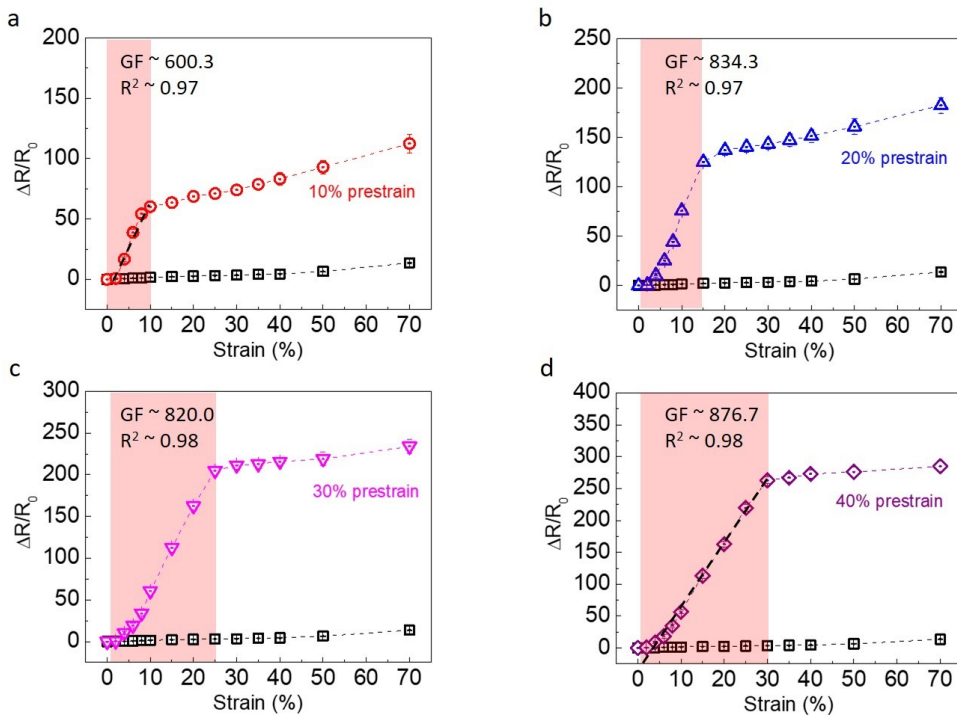 a
200
150
100
50
0
ΔR/R₀
GF ~ 600.3
R² ~ 0.97
10% prestrain
0 10 20 30 40 50 60 70
Strain (%)
b
250
200
150
100
50
0
ΔR/R₀
GF ~ 834.3
R² ~ 0.97
20% prestrain
0 10 20 30 40 50 60 70
Strain (%)
c
300
250
200
150
100
50
0
ΔR/R₀
GF ~ 820.0
R² ~ 0.98
30% prestrain
0 10 20 30 40 50 60 70
Strain (%)
d
400
350
300
250
200
150
100
50
0
ΔR/R₀
GF ~ 876.7
R² ~ 0.98
40% prestrain
0 10 20 30 40 50 60 70
Strain (%)